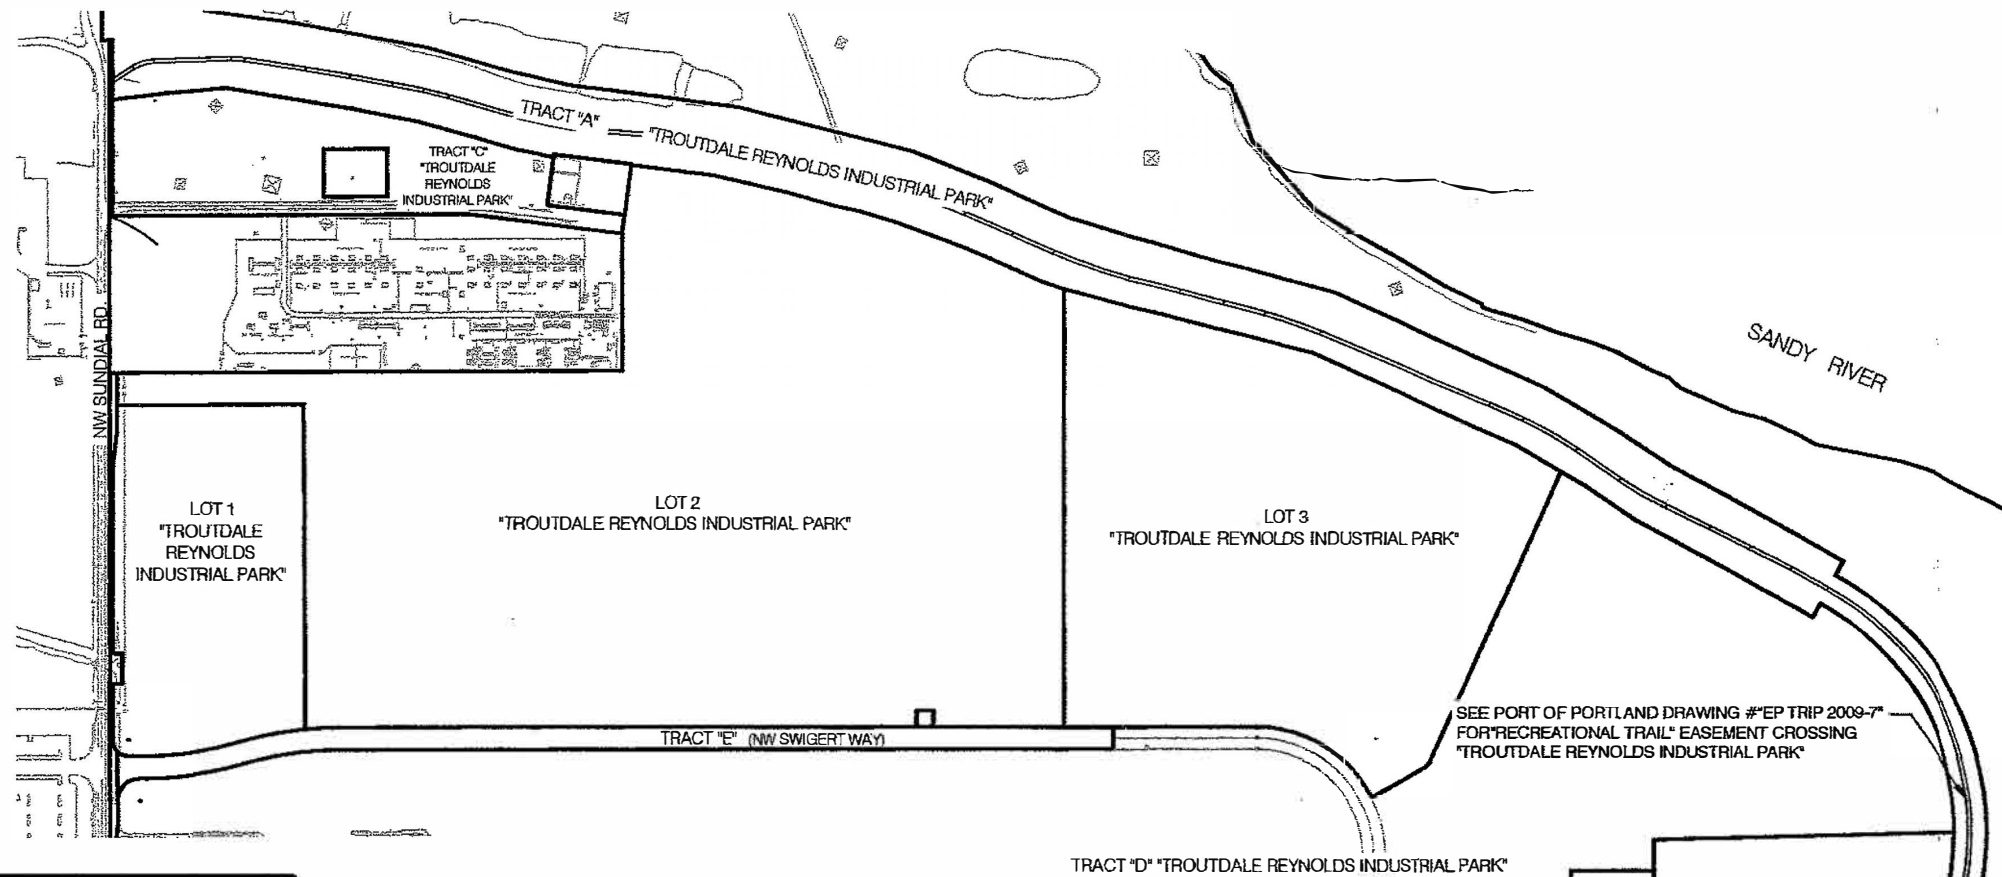 TRACT "A"
"TROUTDALE REYNOLDS INDUSTRIAL PARK"
TRACT "C"
"TROUTDALE
REYNOLDS
INDUSTRIAL PARK"
NW SUNDIAL RD.
SANDY RIVER
LOT 1
"TROUTDALE
REYNOLDS
INDUSTRIAL PARK"
LOT 2
"TROUTDALE REYNOLDS INDUSTRIAL PARK"
LOT 3
"TROUTDALE REYNOLDS INDUSTRIAL PARK"
TRACT "E" (NW SWIGERT WAY)
SEE PORT OF PORTLAND DRAWING #"EP TRIP 2009-7"
FOR"RECREATIONAL TRAIL" EASEMENT CROSSING
"TROUTDALE REYNOLDS INDUSTRIAL PARK"
TRACT "D" "TROUTDALE REYNOLDS INDUSTRIAL PARK"